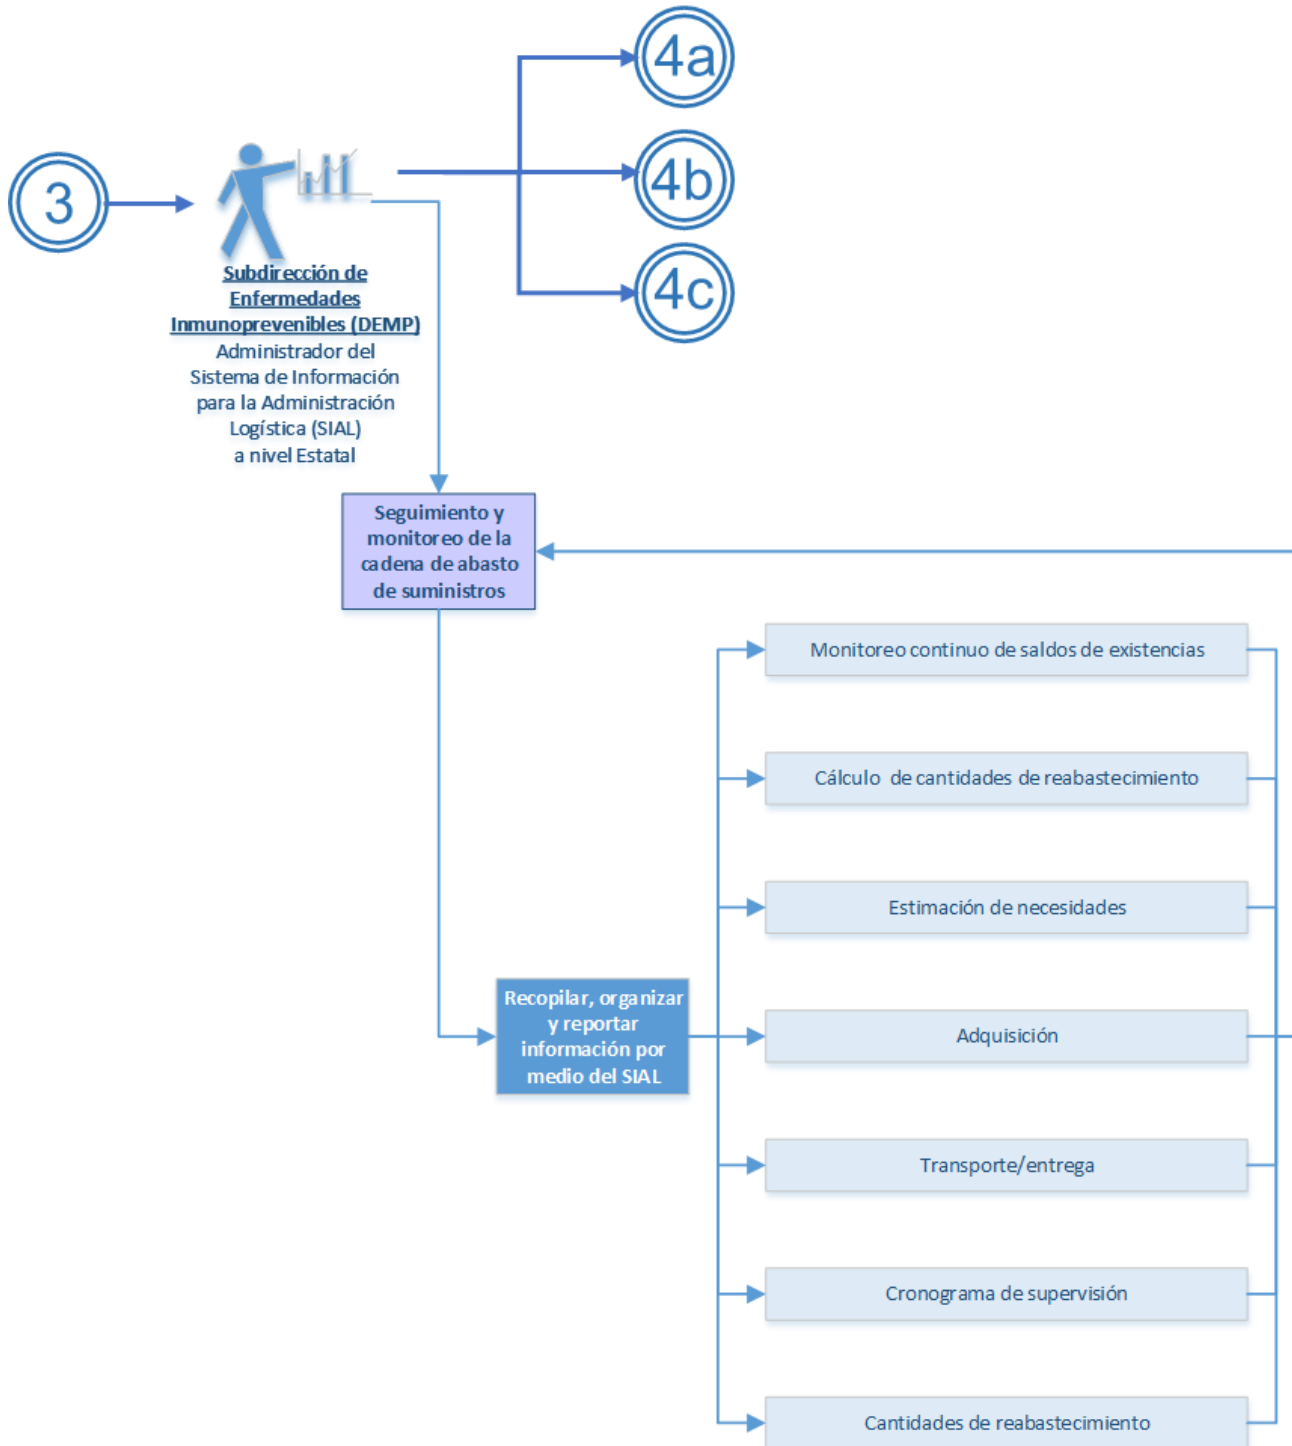 4a
4b
4c
3
Subdirección de
Enfermedades
Inmunoprevenibles (DEMP)
Administrador del
Sistema de Información
para la Administración
Logística (SIAL)
a nivel Estatal
Seguimiento y
monitoreo de la
cadena de abasto
de suministros
Recopilar, organizar
y reportar
información por
medio del SIAL
Monitoreo continuo de saldos de existencias
Cálculo de cantidades de reabastecimiento
Estimación de necesidades
Adquisición
Transporte/entrega
Cronograma de supervisión
Cantidades de reabastecimiento